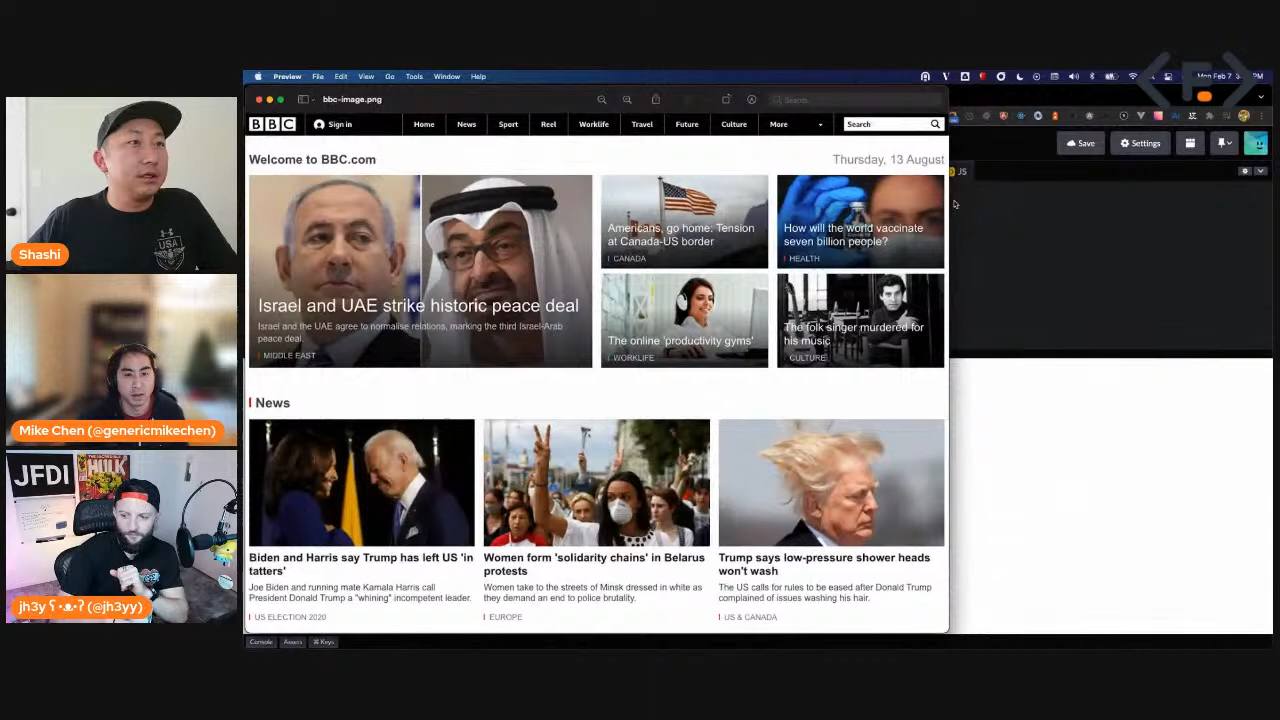 Preview File Edit View Go Tools Window Help
Mon Feb 7
bbc-image.png
Search
BBC Sign in Home News Sport Reel Worklife Travel Future Culture More Search
Save Settings
JS
Welcome to BBC.com
Thursday, 13 August
Israel and UAE strike historic peace deal
Israel and the UAE agree to normalise relations, marking the third Israel-Arab
peace deal.
MIDDLE EAST
Americans, go home: Tension
at Canada-US border
CANADA
How will the world vaccinate
seven billion people?
HEALTH
The online 'productivity gyms'
WORKLIFE
The folk singer murdered for
his music
CULTURE
News
Biden and Harris say Trump has left US 'in
tatters'
Joe Biden and running mate Kamala Harris call
President Donald Trump a "whining" incompetent leader.
US ELECTION 2020
Women form 'solidarity chains' in Belarus
protests
Women take to the streets of Minsk dressed in white as
they demand an end to police brutality.
EUROPE
Trump says low-pressure shower heads
won't wash
The US calls for rules to be eased after Donald Trump
complained of issues washing his hair.
US & CANADA
Console Assets ⌘ Keys
USA
Shashi
Mike Chen (@genericmikechen)
JFDI
HULK
jh3y ʕ •ᴥ•ʔ (@jh3yy)